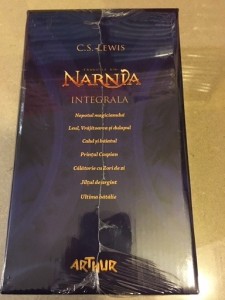 C.S. LEWIS
CRONICILE DIN
NARNIA
INTEGRALA
Nepotul magicianului
Leul, Vrăjitoarea și dulapul
Calul și băiatul
Prințul Caspian
Călătorie cu Zori de zi
Jilțul de argint
Ultima bătălie
ARTHUR